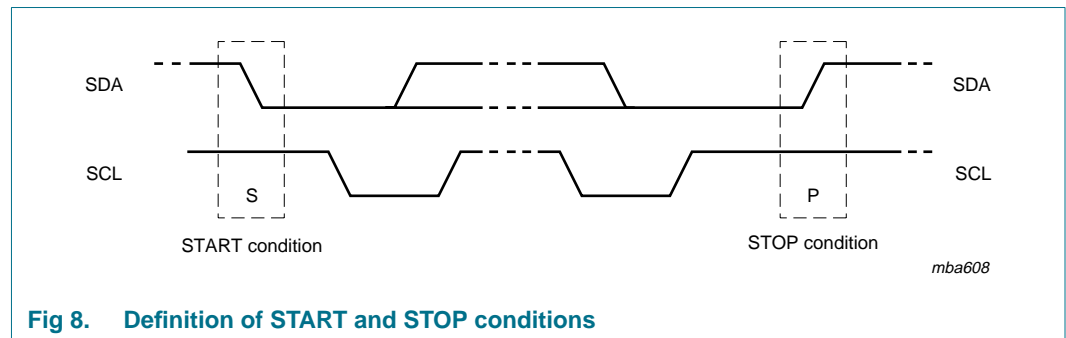 SDA
SDA
SCL
SCL
S
P
START condition
STOP condition
mba608
Fig 8. Definition of START and STOP conditions